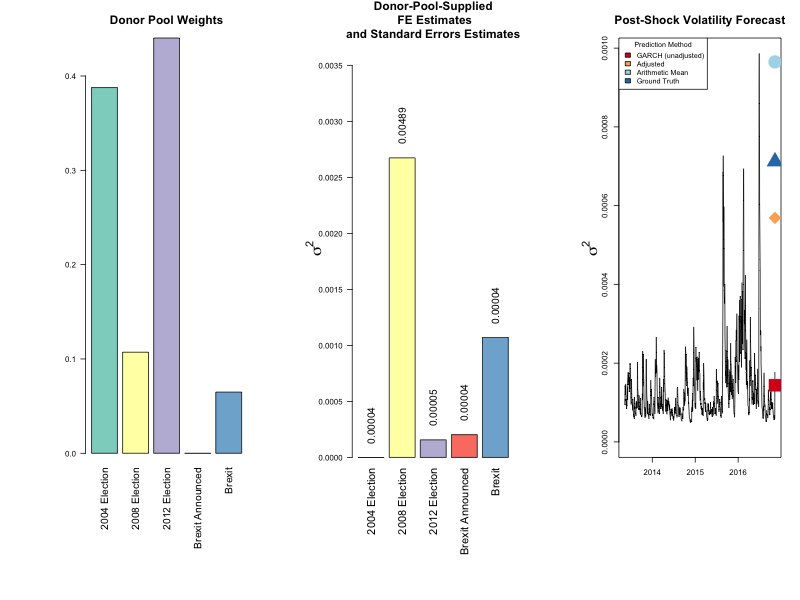 Donor Pool Weights
0.4
0.3
0.2
0.1
0.0
2004 Election
2008 Election
2012 Election
Brexit Announced
Brexit
Donor-Pool-Supplied
FE Estimates
and Standard Errors Estimates
σ²
0.0035
0.0030
0.0025
0.0020
0.0015
0.0010
0.0005
0.0000
0.00004
0.00489
0.00005
0.00004
0.00004
2004 Election
2008 Election
2012 Election
Brexit Announced
Brexit
Post-Shock Volatility Forecast
σ²
0.0010
0.0008
0.0006
0.0004
0.0002
0.0000
Prediction Method
GARCH (unadjusted)
Adjusted
Arithmetic Mean
Ground Truth
2014
2015
2016